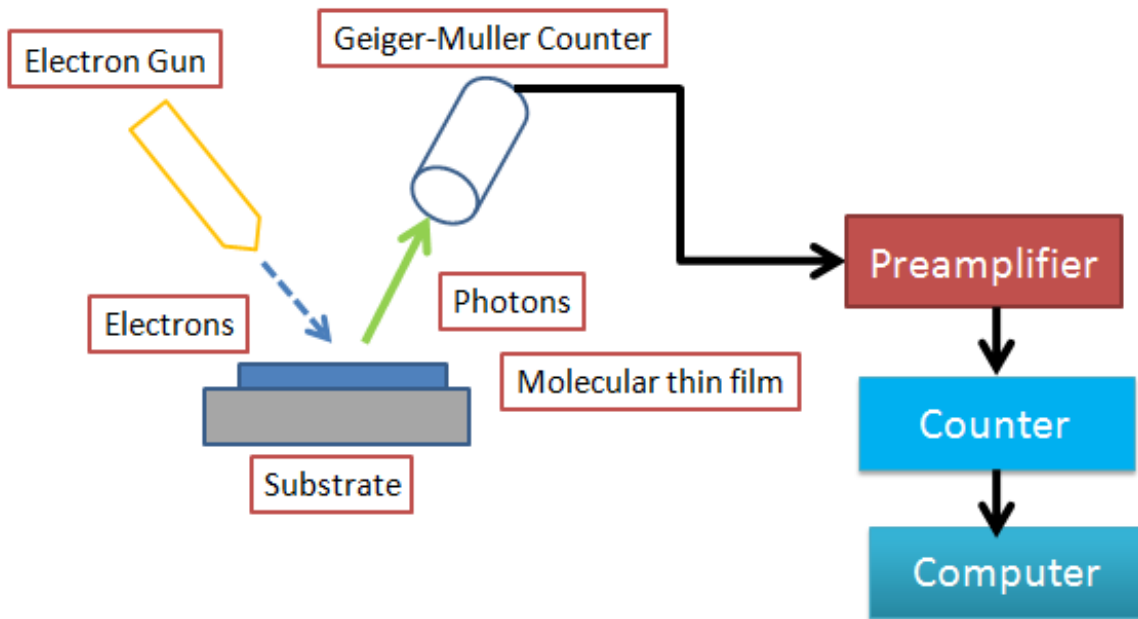 Geiger-Muller Counter
Electron Gun
Preamplifier
Photons
Electrons
Molecular thin film
Counter
Substrate
Computer